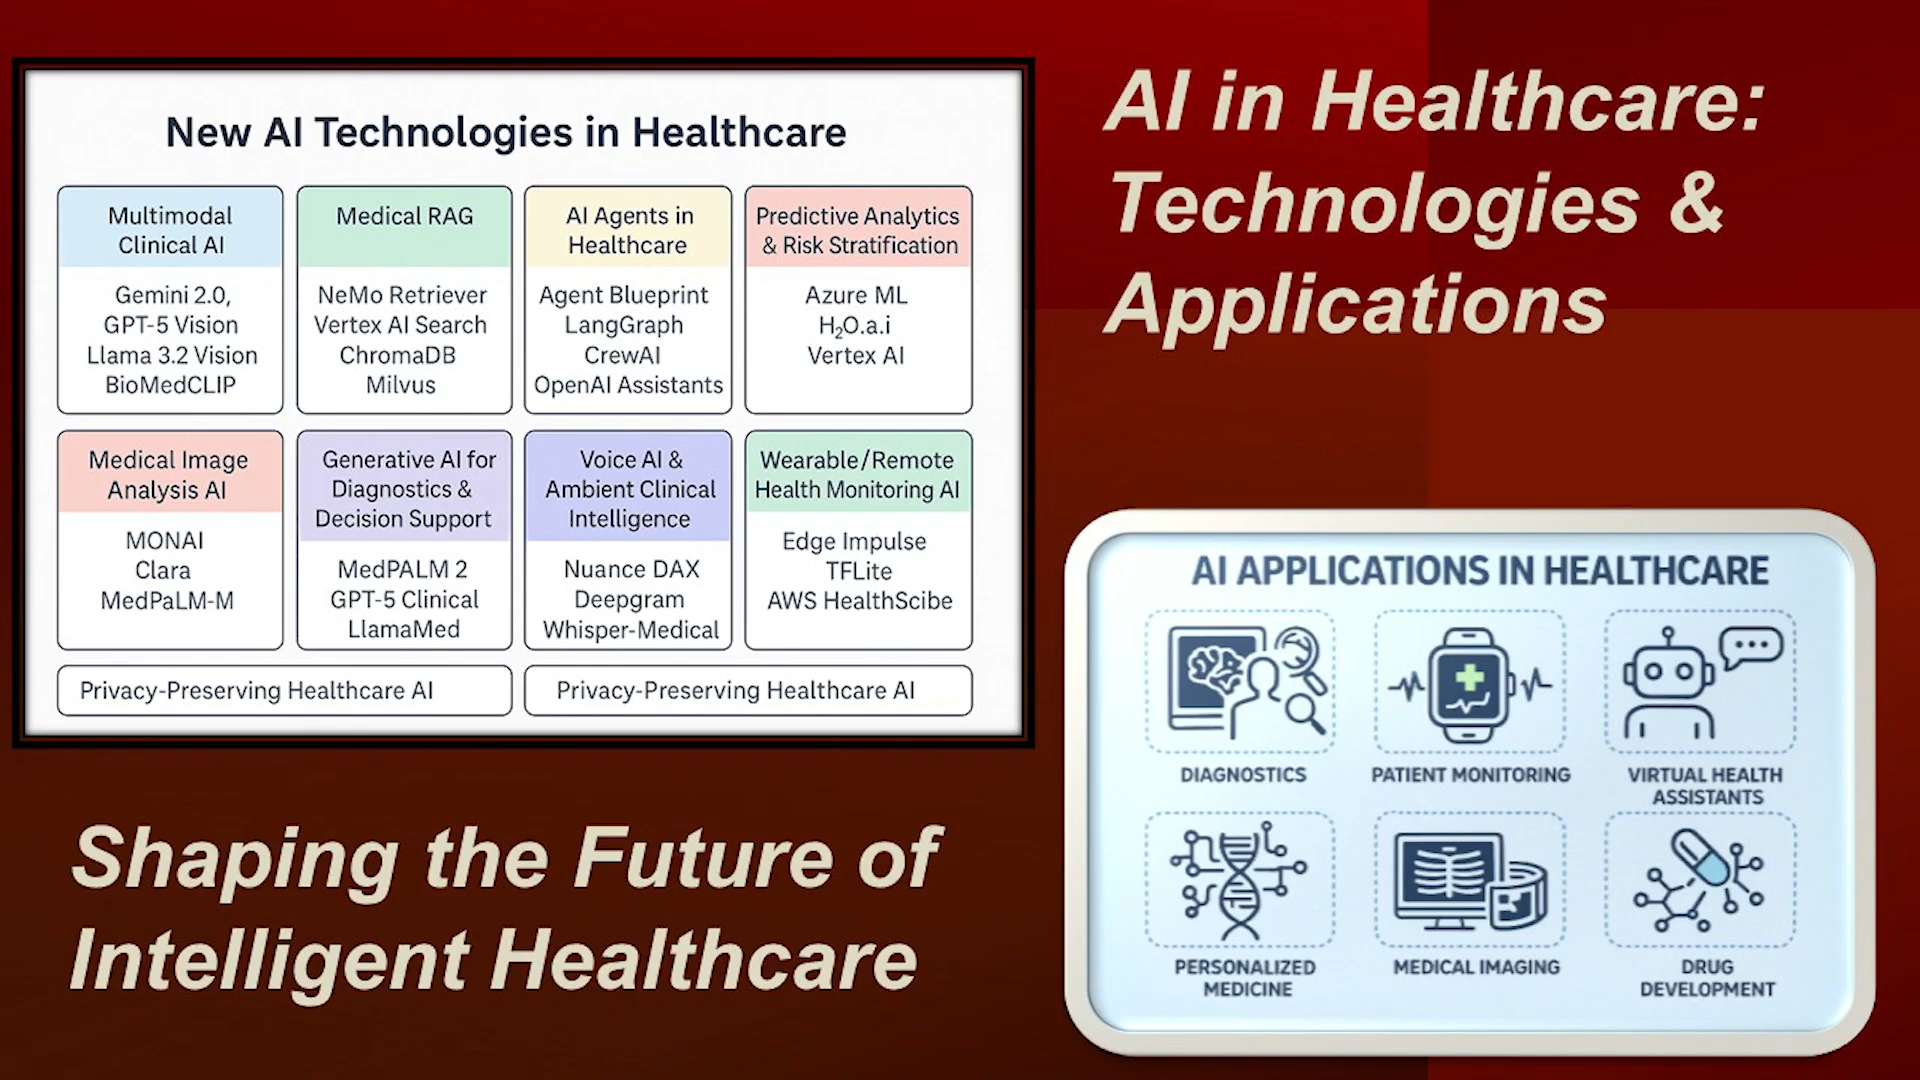 AI in Healthcare:
Technologies &
Applications
New AI Technologies in Healthcare
Multimodal
Clinical AI
Gemini 2.0,
GPT-5 Vision
Llama 3.2 Vision
BioMedCLIP
Medical RAG
NeMo Retriever
Vertex AI Search
ChromaDB
Milvus
AI Agents in
Healthcare
Agent Blueprint
LangGraph
CrewAI
OpenAI Assistants
Predictive Analytics
& Risk Stratification
Azure ML
H₂O.a.i
Vertex AI
Medical Image
Analysis AI
MONAI
Clara
MedPaLM-M
Generative AI for
Diagnostics &
Decision Support
MedPALM 2
GPT-5 Clinical
LlamaMed
Voice AI &
Ambient Clinical
Intelligence
Nuance DAX
Deepgram
Whisper-Medical
Wearable/Remote
Health Monitoring AI
Edge Impulse
TFLite
AWS HealthScibe
Privacy-Preserving Healthcare AI
Privacy-Preserving Healthcare AI
Shaping the Future of
Intelligent Healthcare
AI APPLICATIONS IN HEALTHCARE
DIAGNOSTICS
PATIENT MONITORING
VIRTUAL HEALTH
ASSISTANTS
PERSONALIZED
MEDICINE
MEDICAL IMAGING
DRUG
DEVELOPMENT